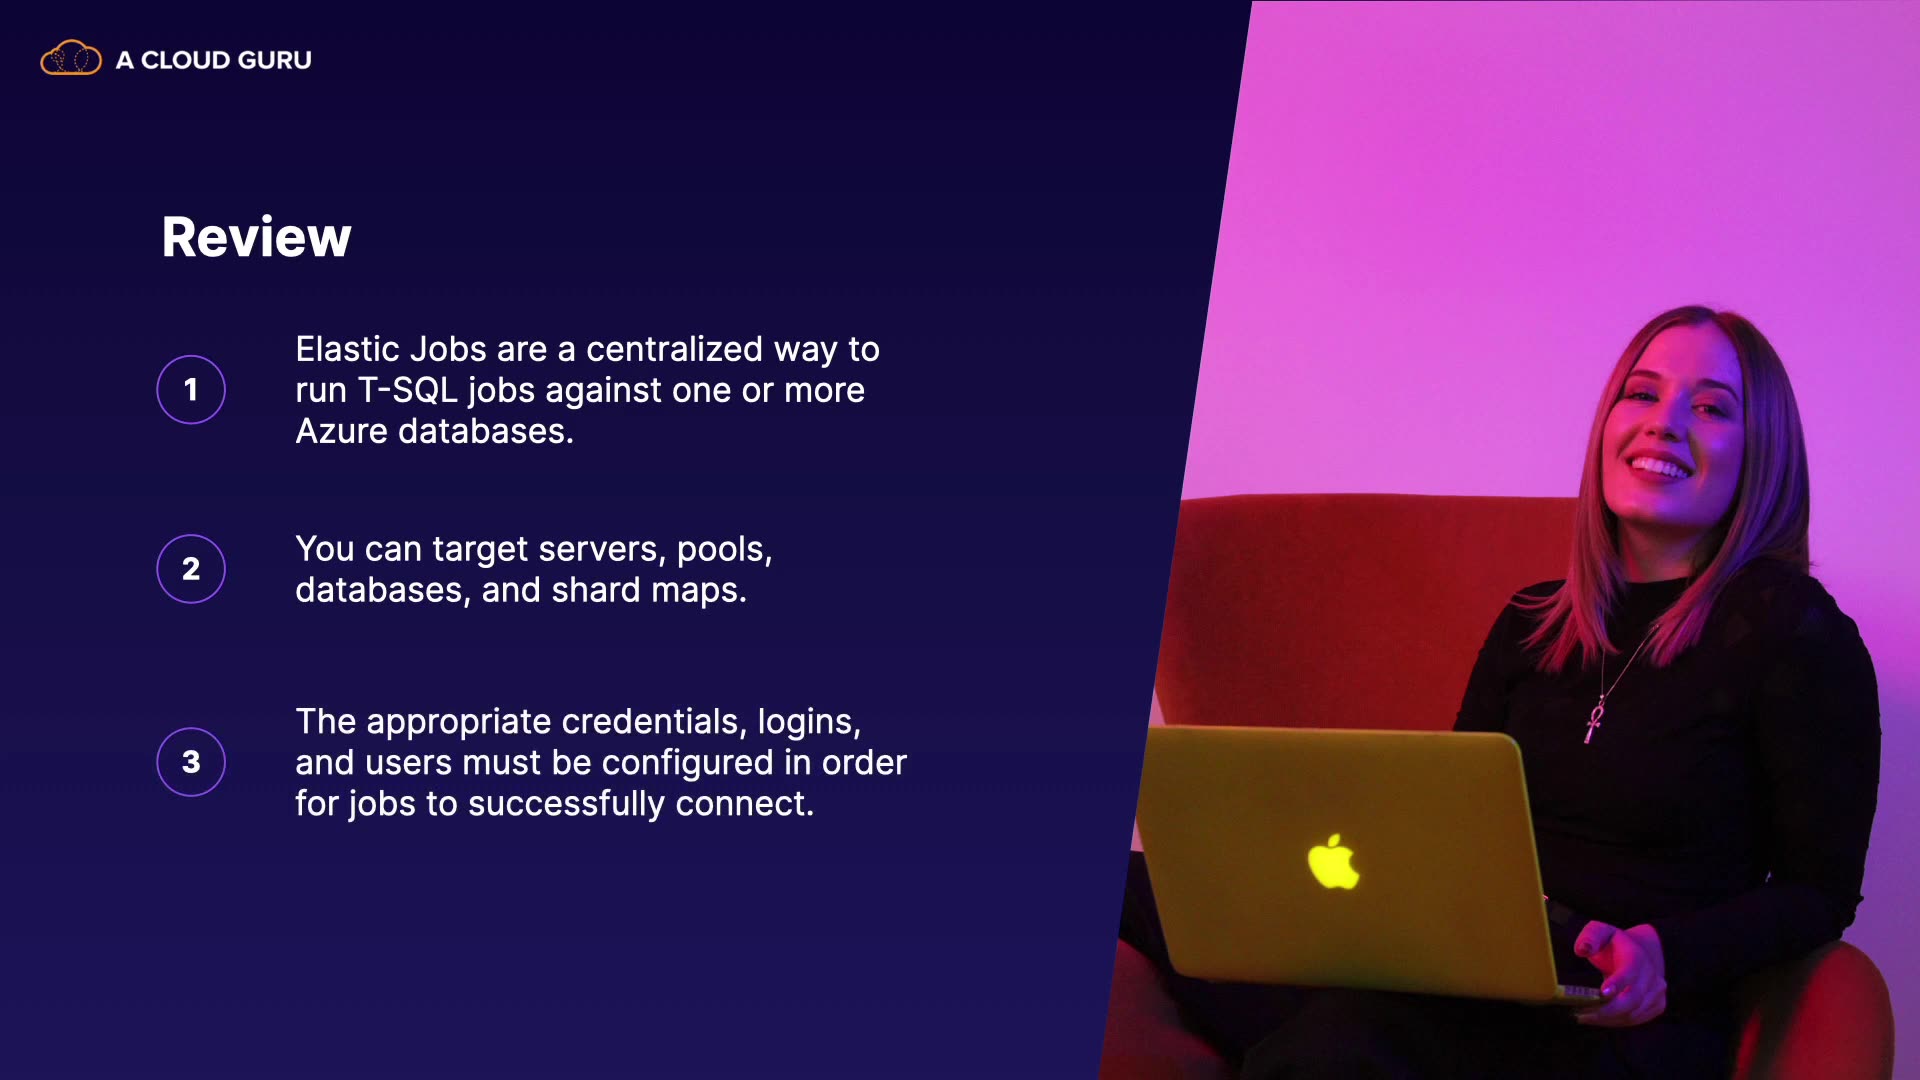 A CLOUD GURU
Review
1
Elastic Jobs are a centralized way to
run T-SQL jobs against one or more
Azure databases.
2
You can target servers, pools,
databases, and shard maps.
3
The appropriate credentials, logins,
and users must be configured in order
for jobs to successfully connect.